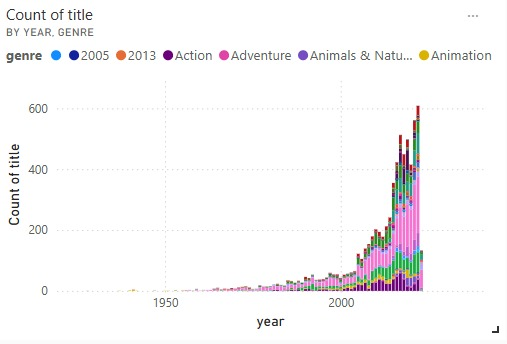 Count of title
BY YEAR, GENRE
genre 2005 2013 Action Adventure Animals & Natu... Animation
Count of title
600
400
200
0
1950 2000
year